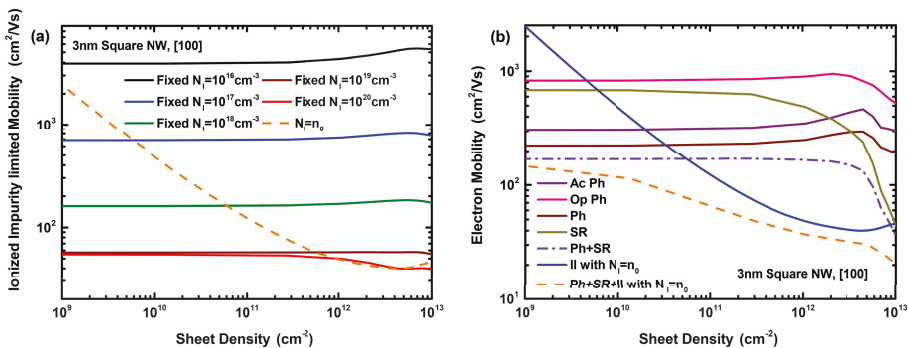 (a)
3nm Square NW, [100]
Fixed N_I=10^16cm^-3
Fixed N_I=10^17cm^-3
Fixed N_I=10^18cm^-3
Fixed N_I=10^19cm^-3
Fixed N_I=10^20cm^-3
N_I=n_0
Ionized Impurity limited Mobility (cm^2/Vs)
10^3
10^2
10^9
10^10
10^11
10^12
10^13
Sheet Density (cm^-2)
(b)
Electron Mobility (cm^2/Vs)
10^3
10^2
10^1
Ac Ph
Op Ph
Ph
SR
Ph+SR
II with N_I=n_0
Ph+SR+II with N_I=n_0
3nm Square NW, [100]
10^9
10^10
10^11
10^12
10^13
Sheet Density (cm^-2)